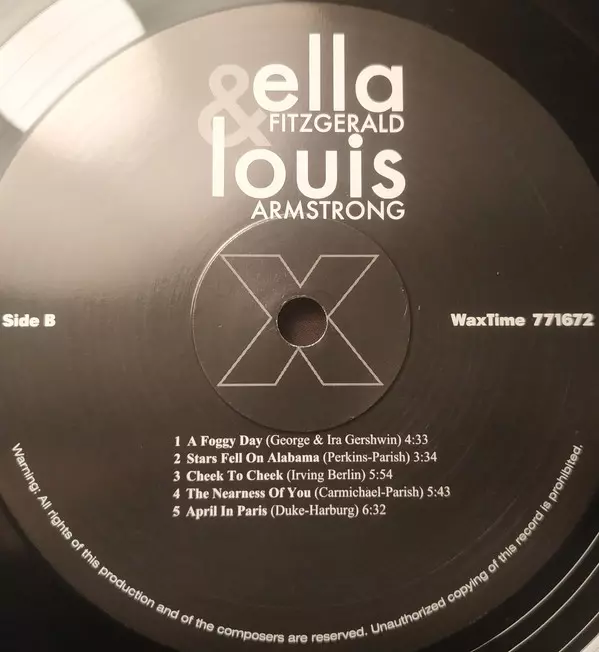 &
ella
FITZGERALD
louis
ARMSTRONG
X
Side B
WaxTime 771672
1 A Foggy Day (George & Ira Gershwin) 4:33
2 Stars Fell On Alabama (Perkins-Parish) 3:34
3 Cheek To Cheek (Irving Berlin) 5:54
4 The Nearness Of You (Carmichael-Parish) 5:43
5 April In Paris (Duke-Harburg) 6:32
Warning: All rights of this production and of the composers are reserved. Unauthorized copying of this record is prohibited.